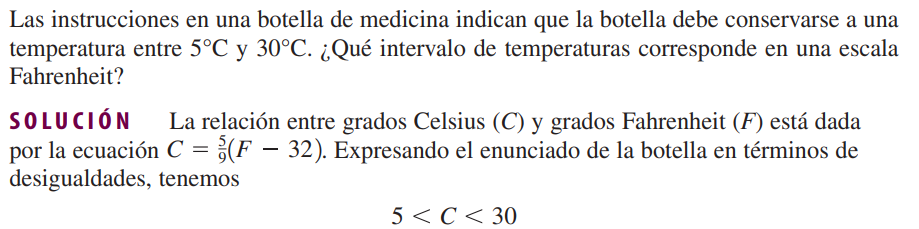 Las instrucciones en una botella de medicina indican que la botella debe conservarse a una
temperatura entre 5°C y 30°C. ¿Qué intervalo de temperaturas corresponde en una escala
Fahrenheit?
SOLUCIÓN La relación entre grados Celsius (C) y grados Fahrenheit (F) está dada
por la ecuación C = 5/9(F − 32). Expresando el enunciado de la botella en términos de
desigualdades, tenemos
5 < C < 30